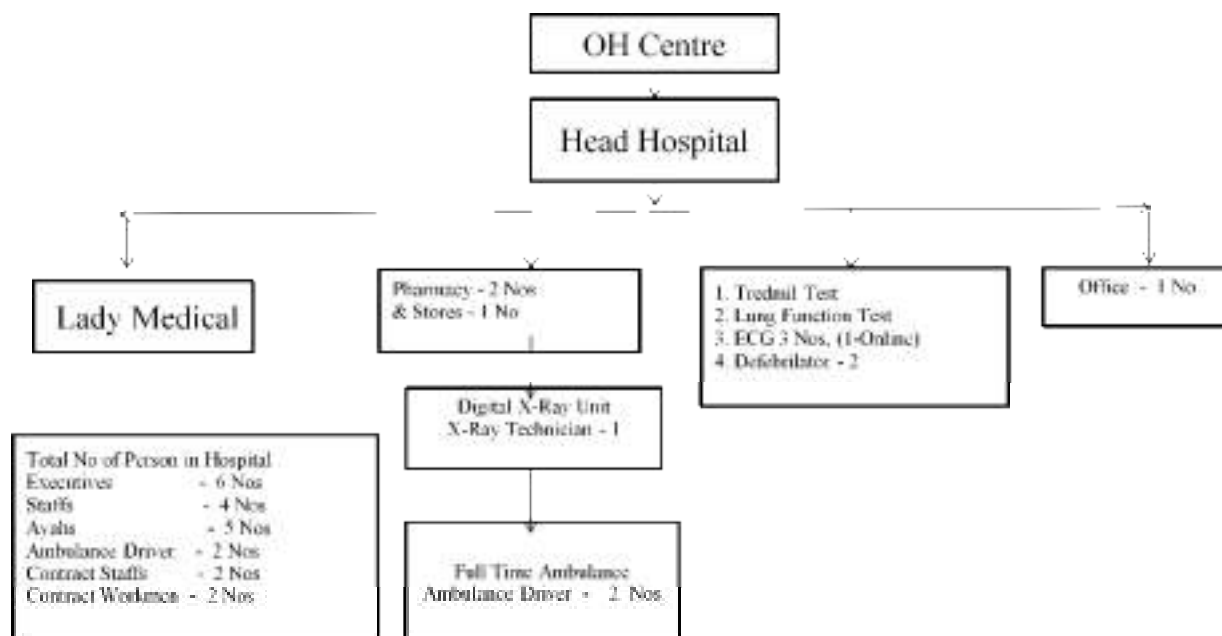 OH Centre
Head Hospital
Lady Medical
Pharmacy - 2 Nos
& Stores - 1 No
1. Tredmil Test
2. Lung Function Test
3. ECG 3 Nos, (1-Online)
4. Defebrilator - 2
Office - 1 No
Digital X-Ray Unit
X-Ray Technician - 1
Full Time Ambulance
Ambulance Driver - 2 Nos
Total No of Person in Hospital
Executives - 6 Nos
Staffs - 4 Nos
Ayahs - 5 Nos
Ambulance Driver - 2 Nos
Contract Staffs - 2 Nos
Contract Workmen - 2 Nos